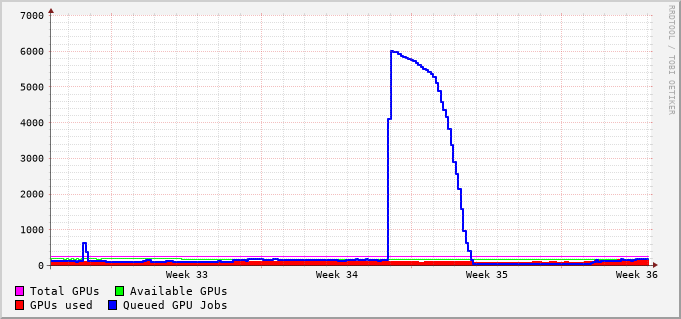 7000
6000
5000
4000
3000
2000
1000
0
Week 33 Week 34 Week 35 Week 36
Total GPUs Available GPUs
GPUs used Queued GPU Jobs
RRDTOOL / TOBI OETIKER